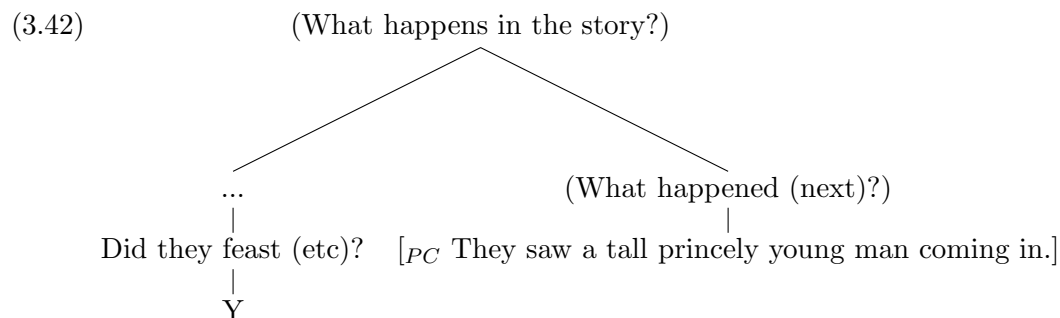 (3.42) (What happens in the story?)
... (What happened (next)?)
Did they feast (etc)? [PC They saw a tall princely young man coming in.]
Y